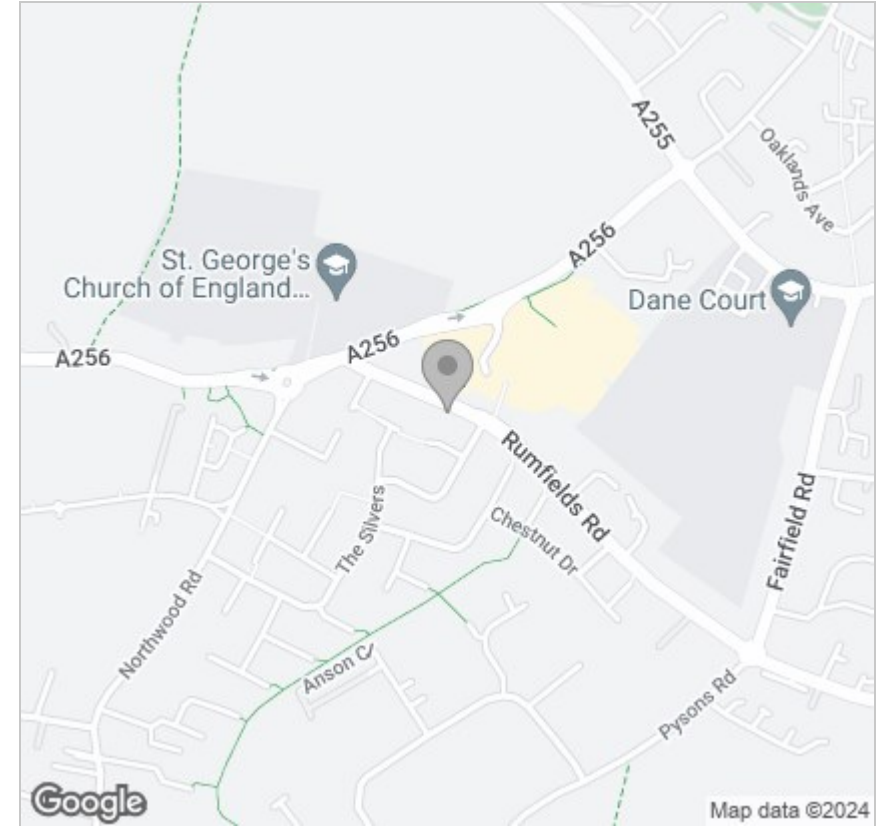 A255
Oaklands Ave
St. George's
Church of England...
A256
Dane Court
A256
A256
Rumfields Rd
The Silvers
Chestnut Dr
Fairfield Rd
Northwood Rd
Anson C
Pysons Rd
Google
Map data ©2024